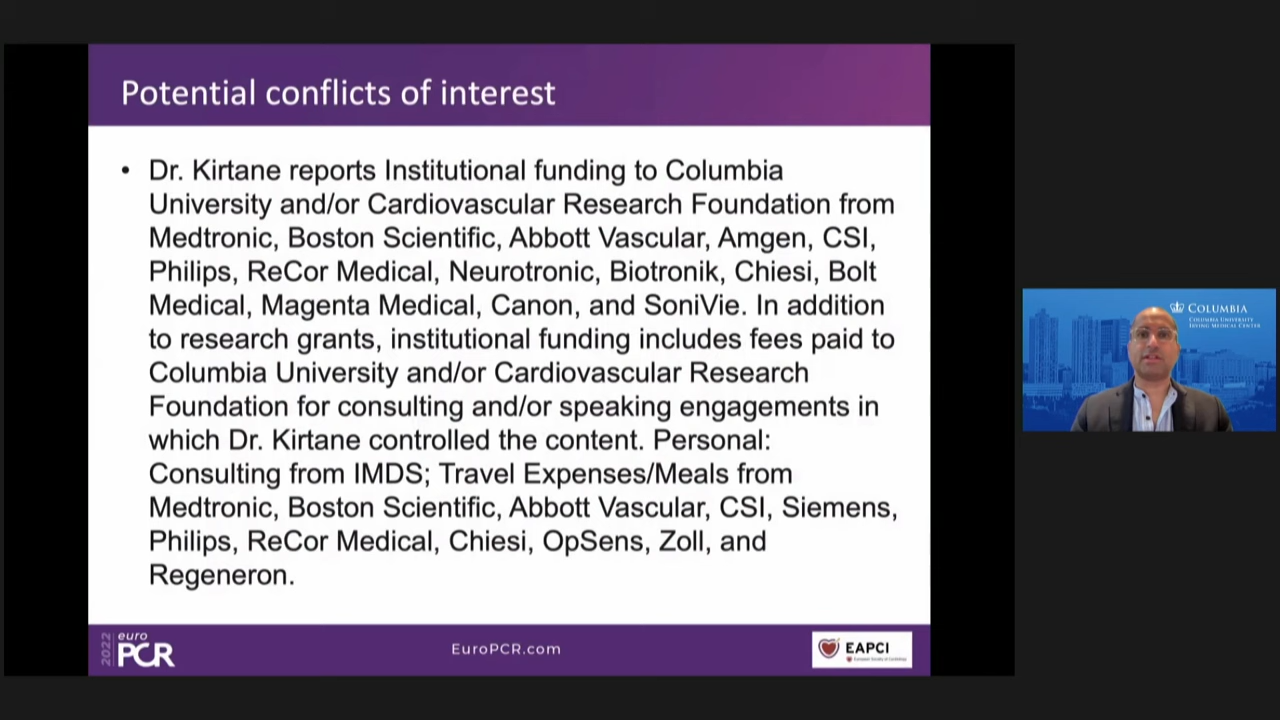 Potential conflicts of interest
• Dr. Kirtane reports Institutional funding to Columbia
University and/or Cardiovascular Research Foundation from
Medtronic, Boston Scientific, Abbott Vascular, Amgen, CSI,
Philips, ReCor Medical, Neurotronic, Biotronik, Chiesi, Bolt
Medical, Magenta Medical, Canon, and SoniVie. In addition
to research grants, institutional funding includes fees paid to
Columbia University and/or Cardiovascular Research
Foundation for consulting and/or speaking engagements in
which Dr. Kirtane controlled the content. Personal:
Consulting from IMDS; Travel Expenses/Meals from
Medtronic, Boston Scientific, Abbott Vascular, CSI, Siemens,
Philips, ReCor Medical, Chiesi, OpSens, Zoll, and
Regeneron.
2022
euro
PCR
EuroPCR.com
EAPCI
European Society of Cardiology
COLUMBIA
COLUMBIA UNIVERSITY
IRVING MEDICAL CENTER